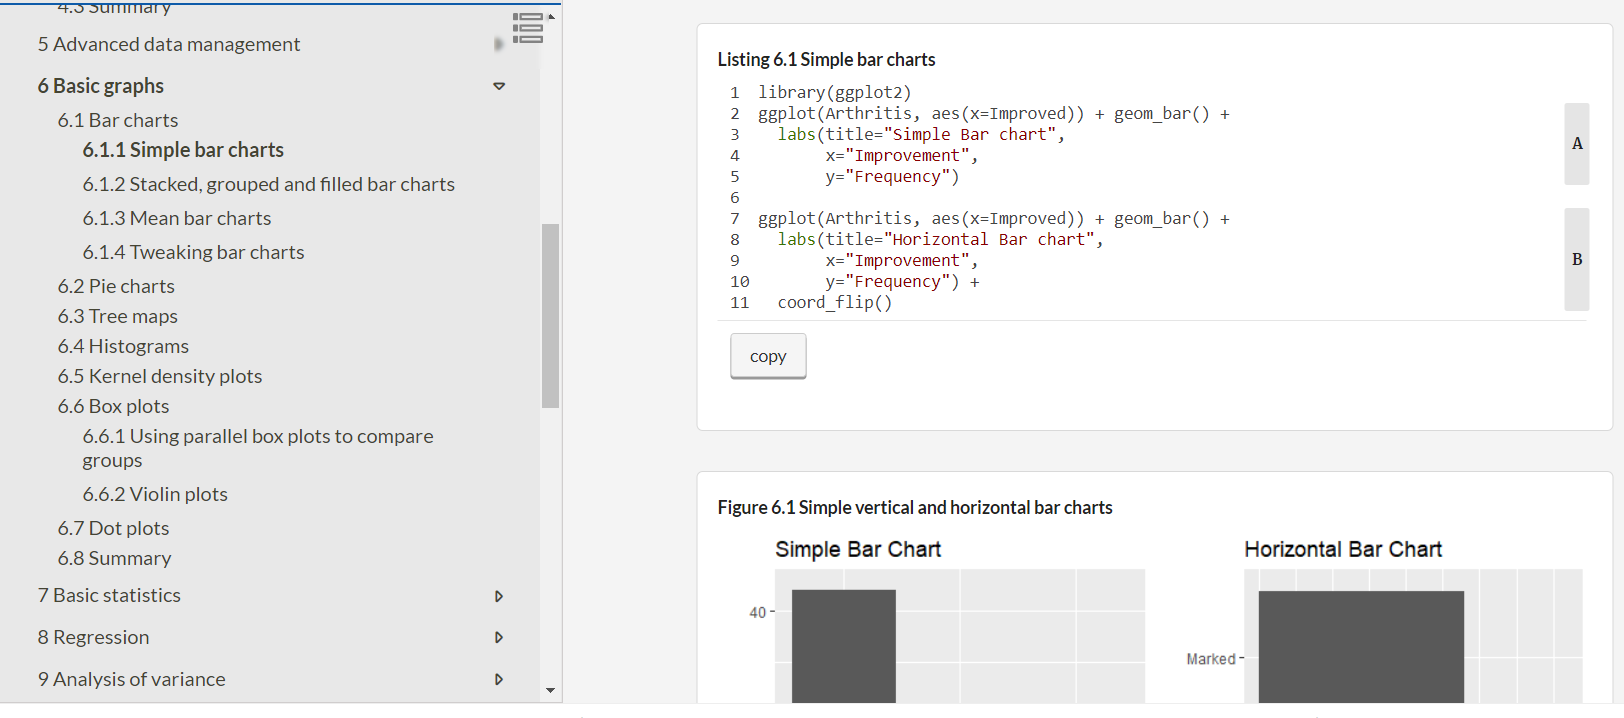 4.3 Summary
5 Advanced data management
6 Basic graphs
6.1 Bar charts
6.1.1 Simple bar charts
6.1.2 Stacked, grouped and filled bar charts
6.1.3 Mean bar charts
6.1.4 Tweaking bar charts
6.2 Pie charts
6.3 Tree maps
6.4 Histograms
6.5 Kernel density plots
6.6 Box plots
6.6.1 Using parallel box plots to compare
groups
6.6.2 Violin plots
6.7 Dot plots
6.8 Summary
7 Basic statistics
8 Regression
9 Analysis of variance
Listing 6.1 Simple bar charts
1 library(ggplot2)
2 ggplot(Arthritis, aes(x=Improved)) + geom_bar() +
3   labs(title="Simple Bar chart",
4        x="Improvement",
5        y="Frequency")
6
7 ggplot(Arthritis, aes(x=Improved)) + geom_bar() +
8   labs(title="Horizontal Bar chart",
9        x="Improvement",
10       y="Frequency") +
11  coord_flip()
A
B
copy
Figure 6.1 Simple vertical and horizontal bar charts
Simple Bar Chart
40
Horizontal Bar Chart
Marked